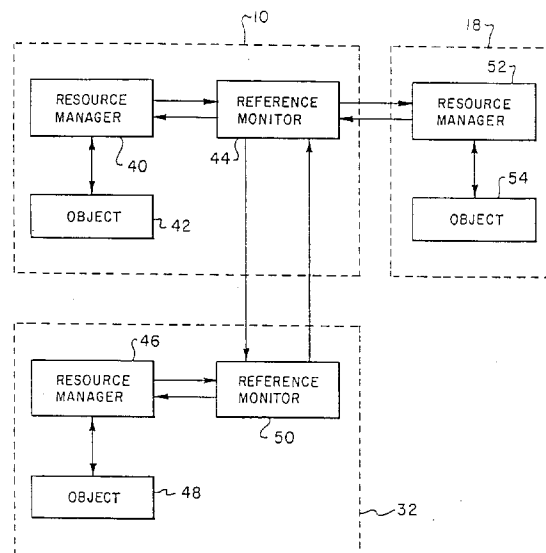 10
18
52
RESOURCE
MANAGER
40
REFERENCE
MONITOR
44
RESOURCE
MANAGER
OBJECT
42
54
OBJECT
46
RESOURCE
MANAGER
REFERENCE
MONITOR
50
OBJECT
48
32